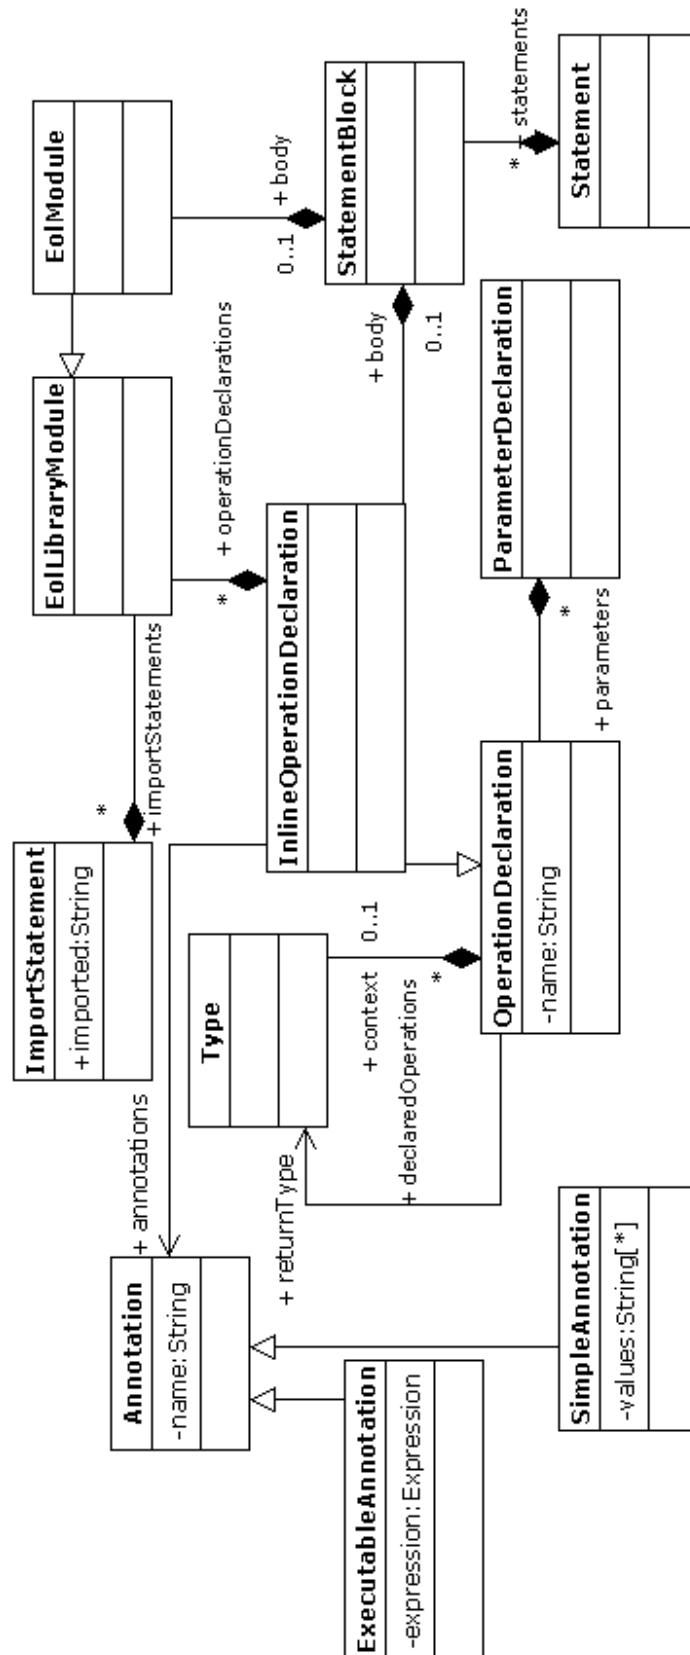 EolModule
+ body
0..1
StatementBlock
+ statements
*
Statement
EolLibraryModule
+ operationDeclarations
*
+ body
0..1
ParameterDeclaration
*
+ parameters
+ importStatements
*
ImportStatement
+imported:String
InlineOperationDeclaration
OperationDeclaration
-name:String
Type
0..1
+ context
*
+ declaredOperations
+ returnType
+ annotations
Annotation
-name:String
ExecutableAnnotation
-expression:Expression
SimpleAnnotation
-values:String[*]